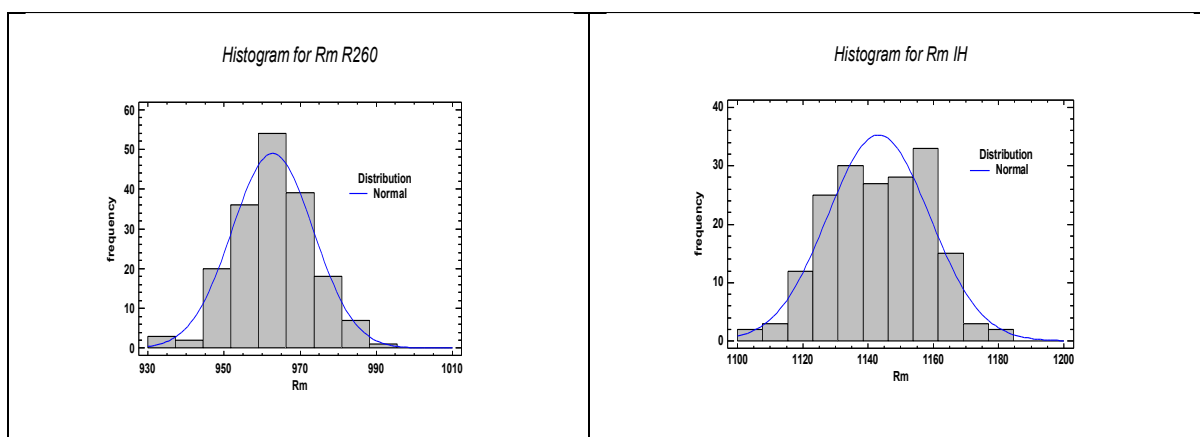 Histogram for Rm R260
60
50
40
30
20
10
0
frequency
930 950 970 990 1010
Rm
Distribution
Normal
Histogram for Rm IH
40
30
20
10
0
frequency
1100 1120 1140 1160 1180 1200
Rm
Distribution
Normal